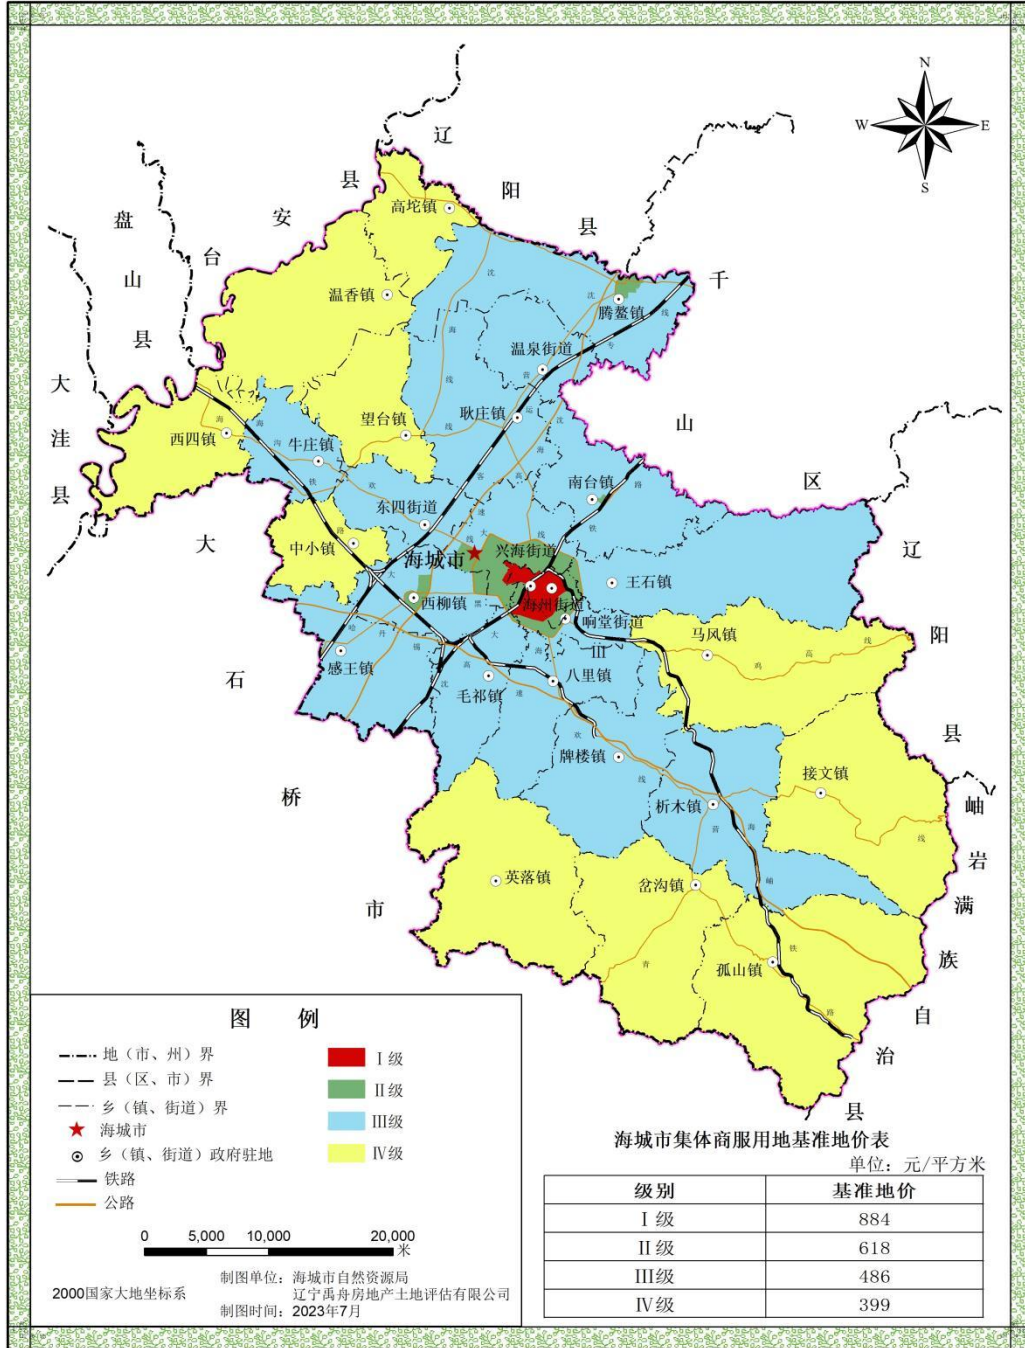 N
W
E
S
辽
阳
县
盘
山
县
台
安
县
千
山
区
大
洼
县
大
石
桥
市
辽
阳
县
岫
岩
满
族
自
治
县
高坨镇
温香镇
腾鳌镇
温泉街道
耿庄镇
望台镇
西四镇
牛庄镇
南台镇
东四街道
中小镇
海城市
兴海街道
王石镇
西柳镇
海州街道
响堂街道
III
马风镇
感王镇
毛祁镇
八里镇
牌楼镇
接文镇
析木镇
英落镇
岔沟镇
孤山镇
图 例
地（市、州）界
县（区、市）界
乡（镇、街道）界
海城市
乡（镇、街道）政府驻地
铁路
公路
I 级
II级
III级
IV级
0 5,000 10,000 20,000
米
2000国家大地坐标系
制图单位：海城市自然资源局
辽宁禹舟房地产土地评估有限公司
制图时间：2023年7月
海城市集体商服用地基准地价表
单位：元/平方米
级别 基准地价
I 级 884
II级 618
III级 486
IV级 399